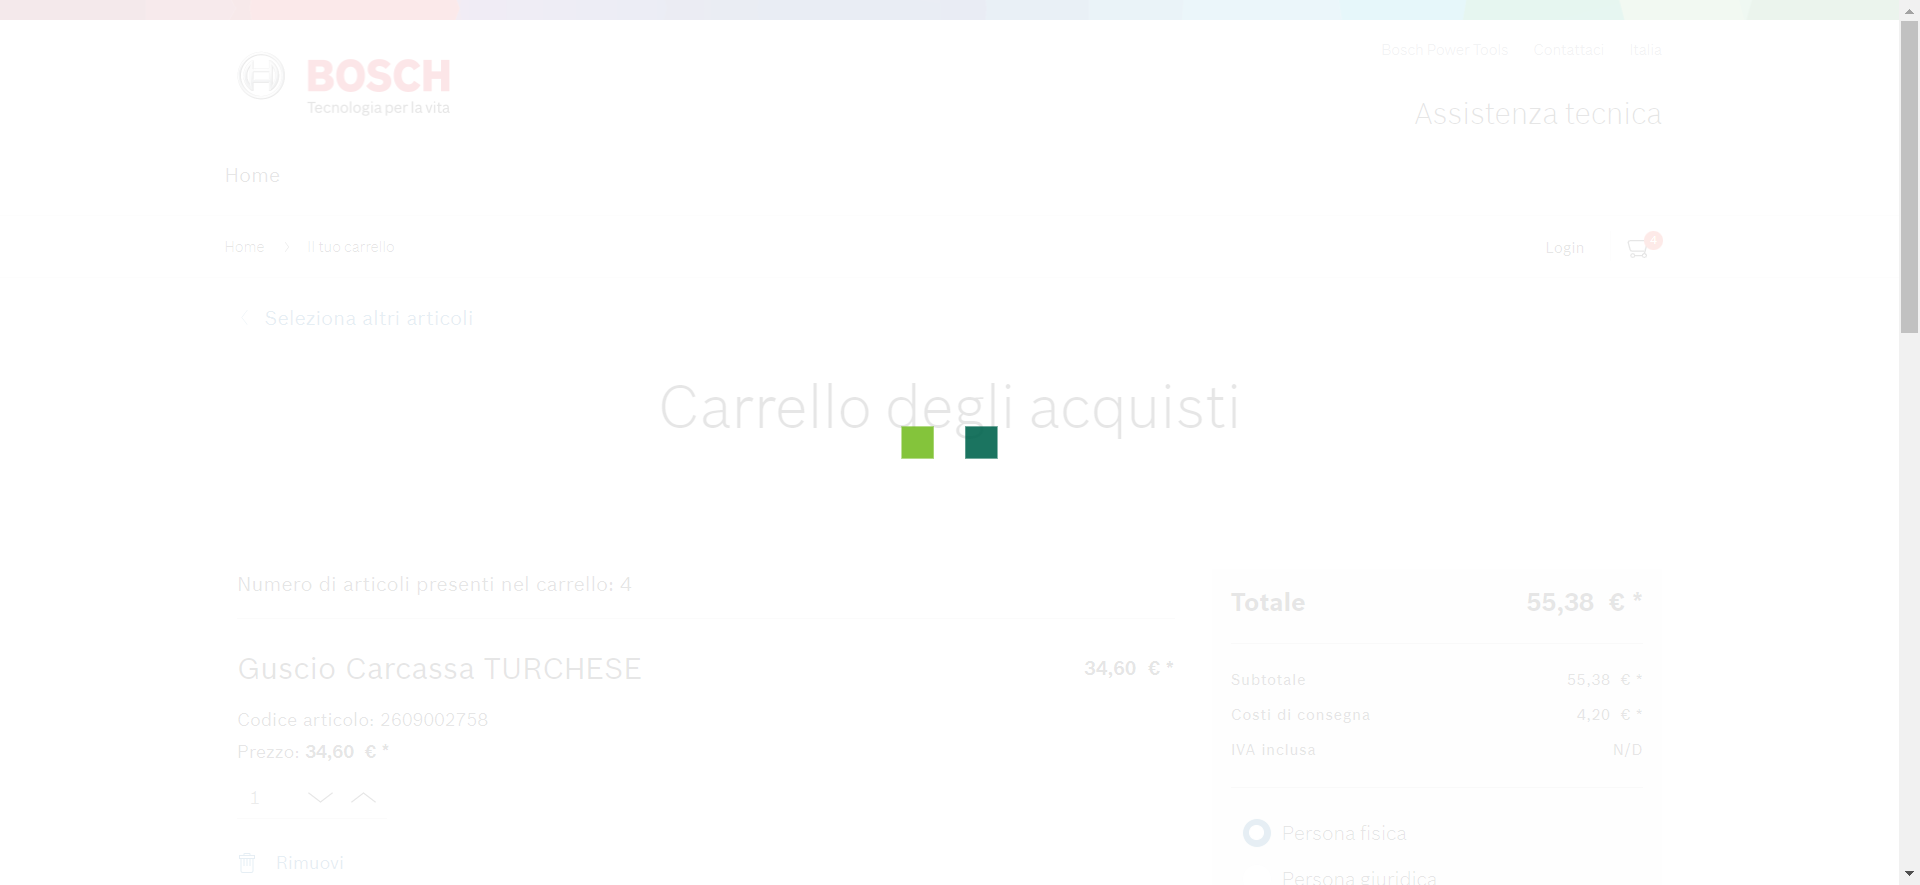 BOSCH
Tecnologia per la vita
Bosch Power Tools Contattaci Italia
Assistenza tecnica
Home
Home > Il tuo carrello
Login 4
Seleziona altri articoli
Carrello degli acquisti
Numero di articoli presenti nel carrello: 4
Guscio Carcassa TURCHESE 34,60 € *
Codice articolo: 2609002758
Prezzo: 34,60 € *
1
Rimuovi
Totale 55,38 € *
Subtotale 55,38 € *
Costi di consegna 4,20 € *
IVA inclusa N/D
Persona fisica
Persona giuridica